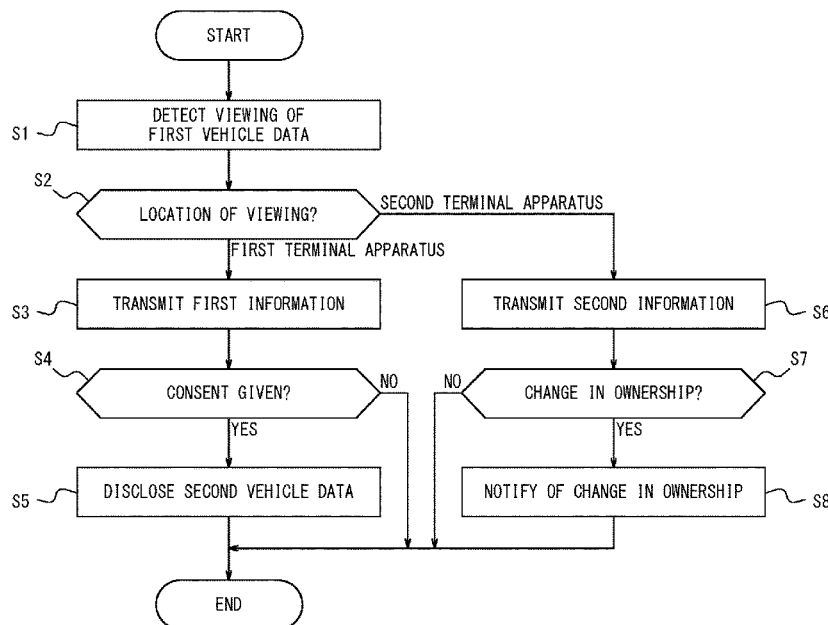 START
S1
DETECT VIEWING OF
FIRST VEHICLE DATA
S2
LOCATION OF VIEWING?
SECOND TERMINAL APPARATUS
FIRST TERMINAL APPARATUS
S3
TRANSMIT FIRST INFORMATION
TRANSMIT SECOND INFORMATION
S6
S4
CONSENT GIVEN?
NO
NO
CHANGE IN OWNERSHIP?
S7
YES
YES
S5
DISCLOSE SECOND VEHICLE DATA
NOTIFY OF CHANGE IN OWNERSHIP
S8
END